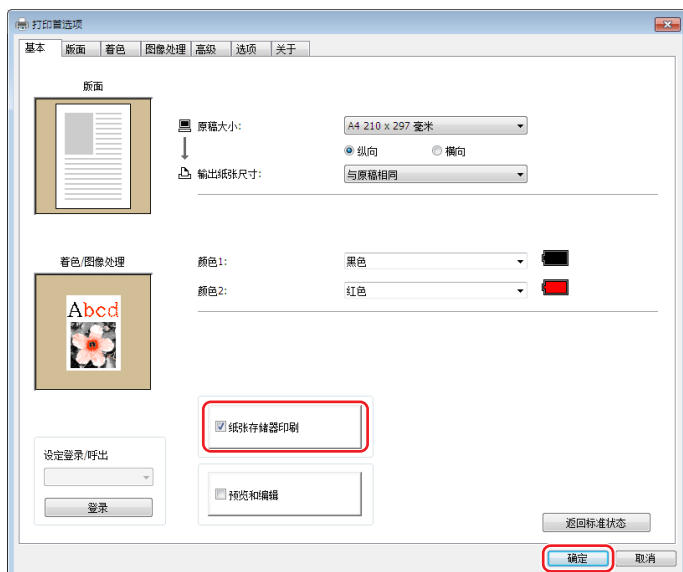 打印首选项
基本 版面 着色 图像处理 高级 选项 关于
版面
原稿大小: A4 210 x 297 毫米
纵向 横向
输出纸张尺寸: 与原稿相同
着色/图像处理
颜色1: 黑色
颜色2: 红色
Abcd
纸张存储器印刷
设定登录/呼出
预览和编辑
登录
返回标准状态
确定 取消